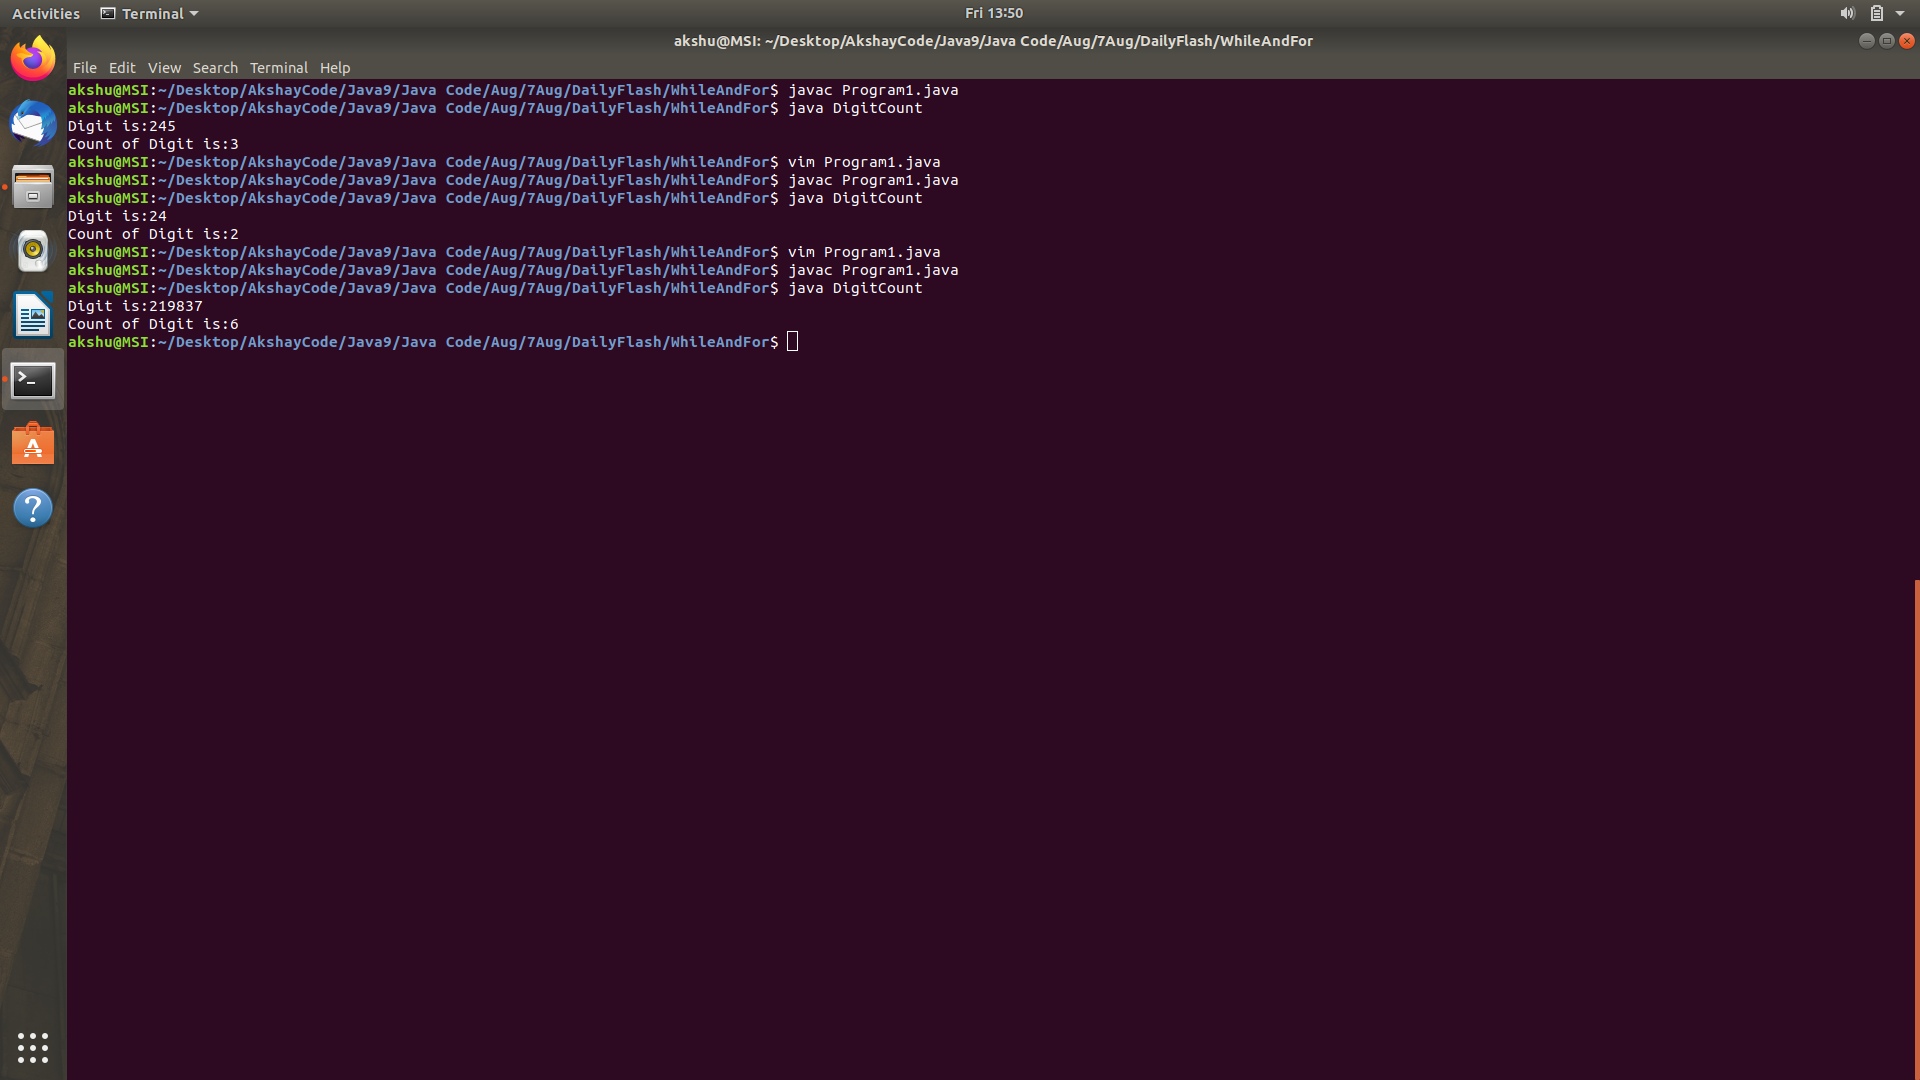 Activities Terminal Fri 13:50
akshu@MSI: ~/Desktop/AkshayCode/Java9/Java Code/Aug/7Aug/DailyFlash/WhileAndFor
File Edit View Search Terminal Help
akshu@MSI:~/Desktop/AkshayCode/Java9/Java Code/Aug/7Aug/DailyFlash/WhileAndFor$ javac Program1.java
akshu@MSI:~/Desktop/AkshayCode/Java9/Java Code/Aug/7Aug/DailyFlash/WhileAndFor$ java DigitCount
Digit is:245
Count of Digit is:3
akshu@MSI:~/Desktop/AkshayCode/Java9/Java Code/Aug/7Aug/DailyFlash/WhileAndFor$ vim Program1.java
akshu@MSI:~/Desktop/AkshayCode/Java9/Java Code/Aug/7Aug/DailyFlash/WhileAndFor$ javac Program1.java
akshu@MSI:~/Desktop/AkshayCode/Java9/Java Code/Aug/7Aug/DailyFlash/WhileAndFor$ java DigitCount
Digit is:24
Count of Digit is:2
akshu@MSI:~/Desktop/AkshayCode/Java9/Java Code/Aug/7Aug/DailyFlash/WhileAndFor$ vim Program1.java
akshu@MSI:~/Desktop/AkshayCode/Java9/Java Code/Aug/7Aug/DailyFlash/WhileAndFor$ javac Program1.java
akshu@MSI:~/Desktop/AkshayCode/Java9/Java Code/Aug/7Aug/DailyFlash/WhileAndFor$ java DigitCount
Digit is:219837
Count of Digit is:6
akshu@MSI:~/Desktop/AkshayCode/Java9/Java Code/Aug/7Aug/DailyFlash/WhileAndFor$